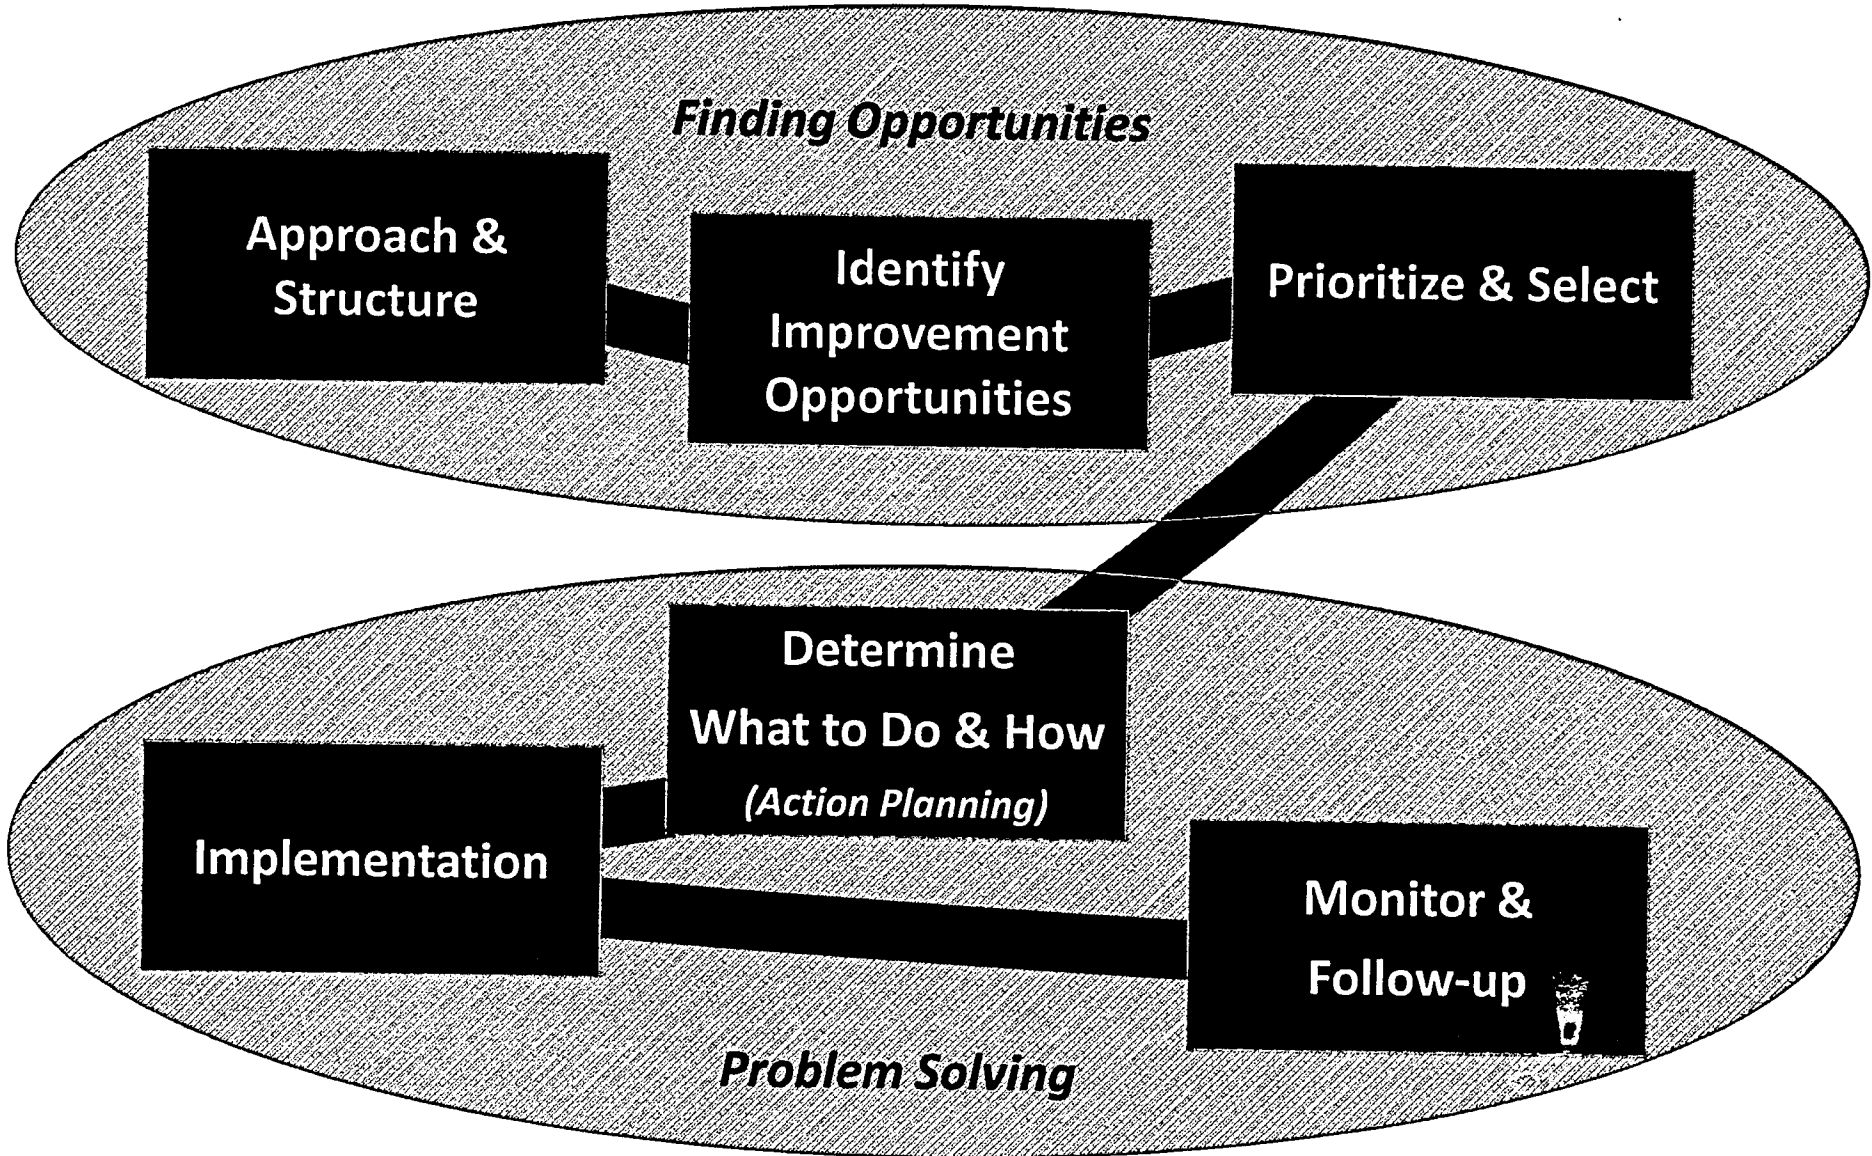 Finding Opportunities
Approach &
Structure
Identify
Improvement
Opportunities
Prioritize & Select
Determine
What to Do & How
(Action Planning)
Implementation
Monitor &
Follow-up
Problem Solving